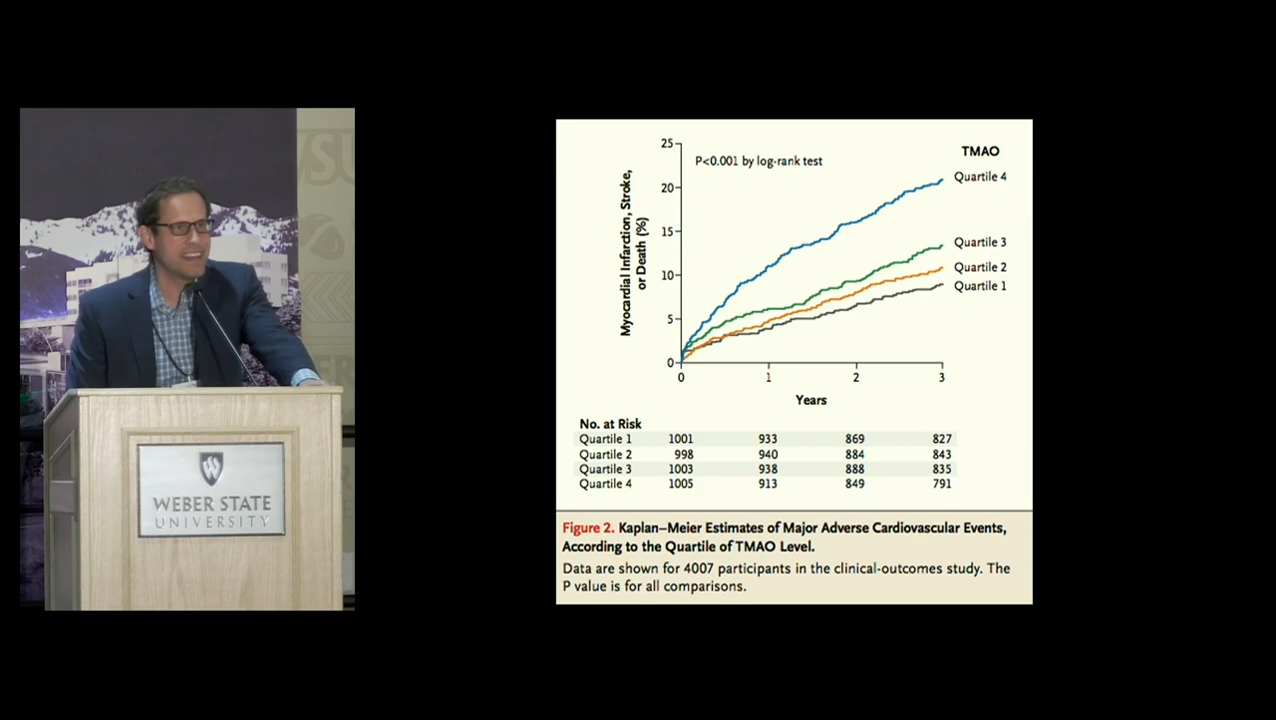 WEBER STATE
UNIVERSITY
25
20
15
10
5
0
Myocardial Infarction, Stroke,
or Death (%)
P<0.001 by log-rank test
TMAO
Quartile 4
Quartile 3
Quartile 2
Quartile 1
0 1 2 3
Years
No. at Risk
Quartile 1 1001 933 869 827
Quartile 2 998 940 884 843
Quartile 3 1003 938 888 835
Quartile 4 1005 913 849 791
Figure 2. Kaplan–Meier Estimates of Major Adverse Cardiovascular Events,
According to the Quartile of TMAO Level.
Data are shown for 4007 participants in the clinical-outcomes study. The
P value is for all comparisons.